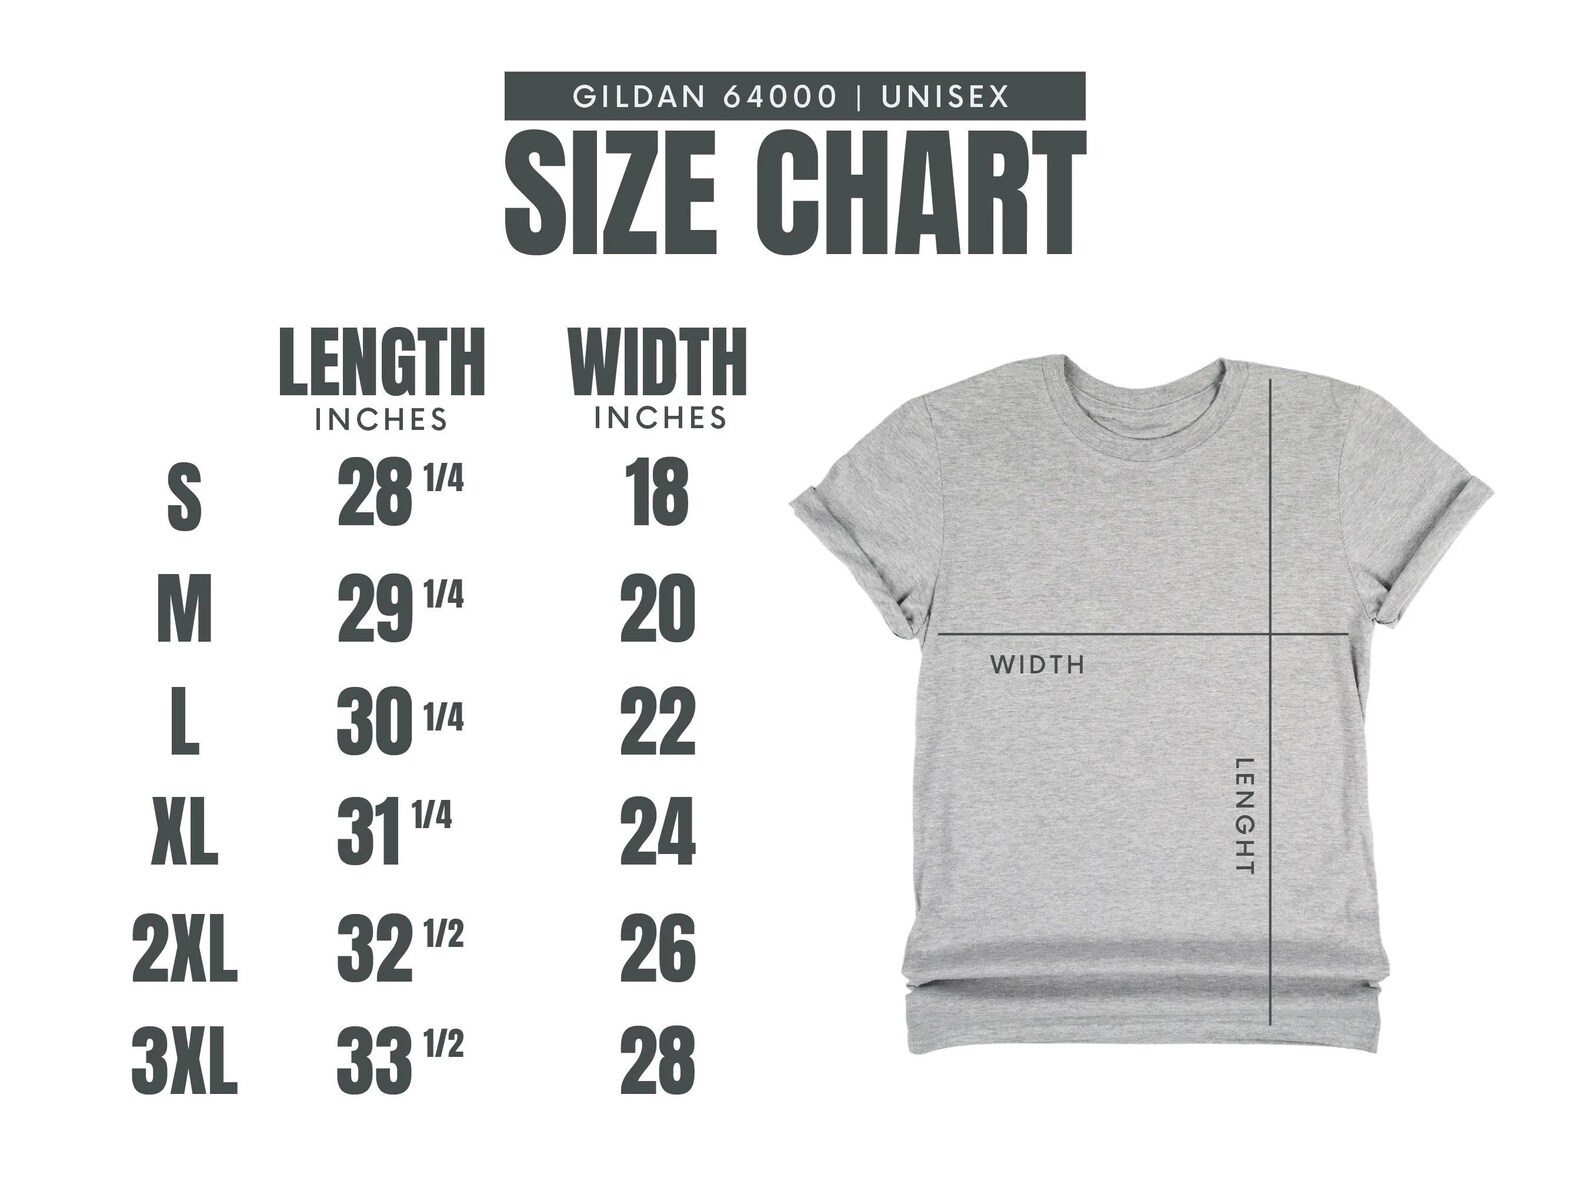 GILDAN 64000 | UNISEX
SIZE CHART
LENGTH WIDTH
INCHES INCHES
S 28 1/4 18
M 29 1/4 20
L 30 1/4 22
XL 31 1/4 24
2XL 32 1/2 26
3XL 33 1/2 28
WIDTH
LENGHT